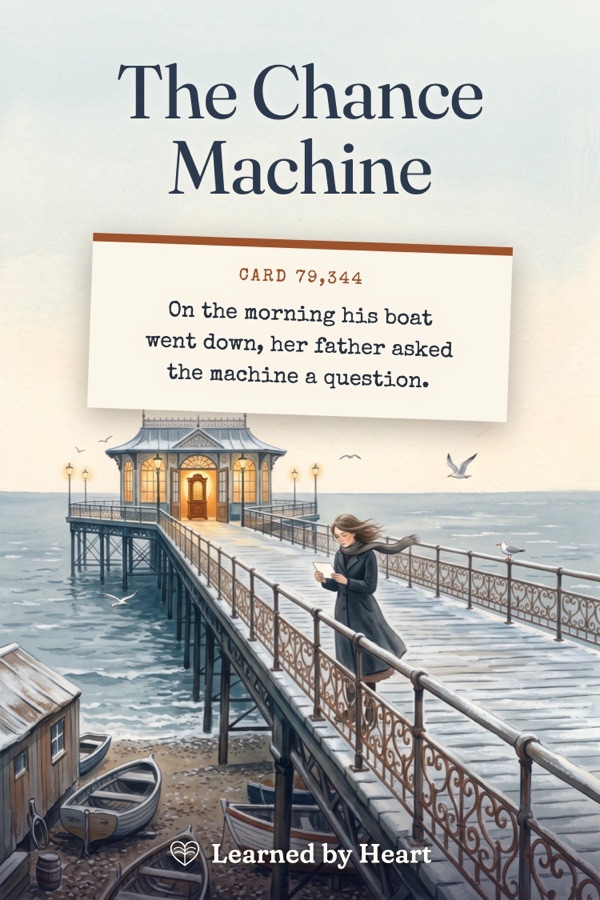 The Chance
Machine
CARD 79,344
On the morning his boat
went down, her father asked
the machine a question.
Learned by Heart